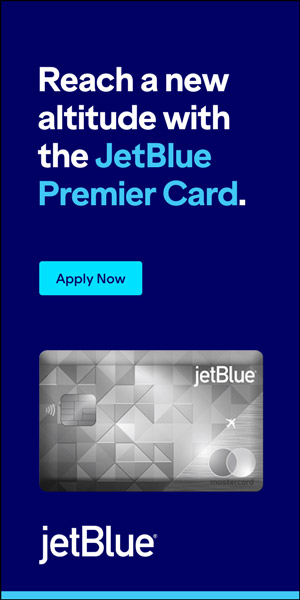 Reach a new
altitude with
the JetBlue
Premier Card.
Apply Now
jetBlue®
mastercard
jetBlue®